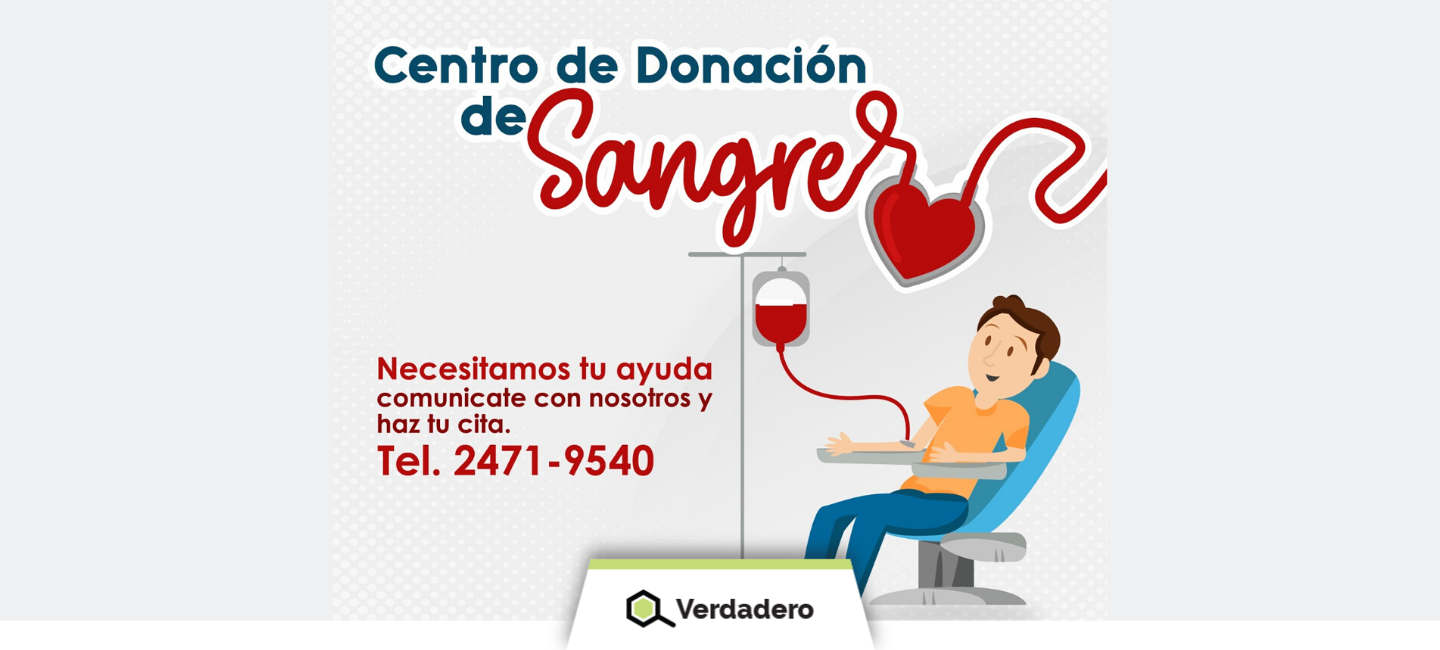 Centro de Donación
de Sangre
Necesitamos tu ayuda
comunicate con nosotros y
haz tu cita.
Tel. 2471-9540
Verdadero